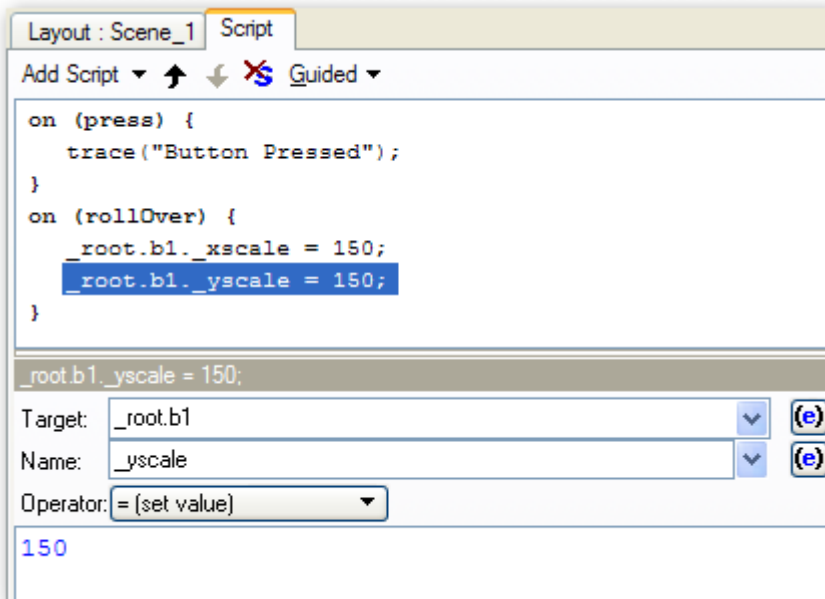 Layout : Scene_1 Script
Add Script S Guided
on (press) {
trace("Button Pressed");
}
on (rollOver) {
_root.b1._xscale = 150;
_root.b1._yscale = 150;
}
_root.b1._yscale = 150;
Target: _root.b1 (e)
Name: _yscale (e)
Operator: = (set value)
150